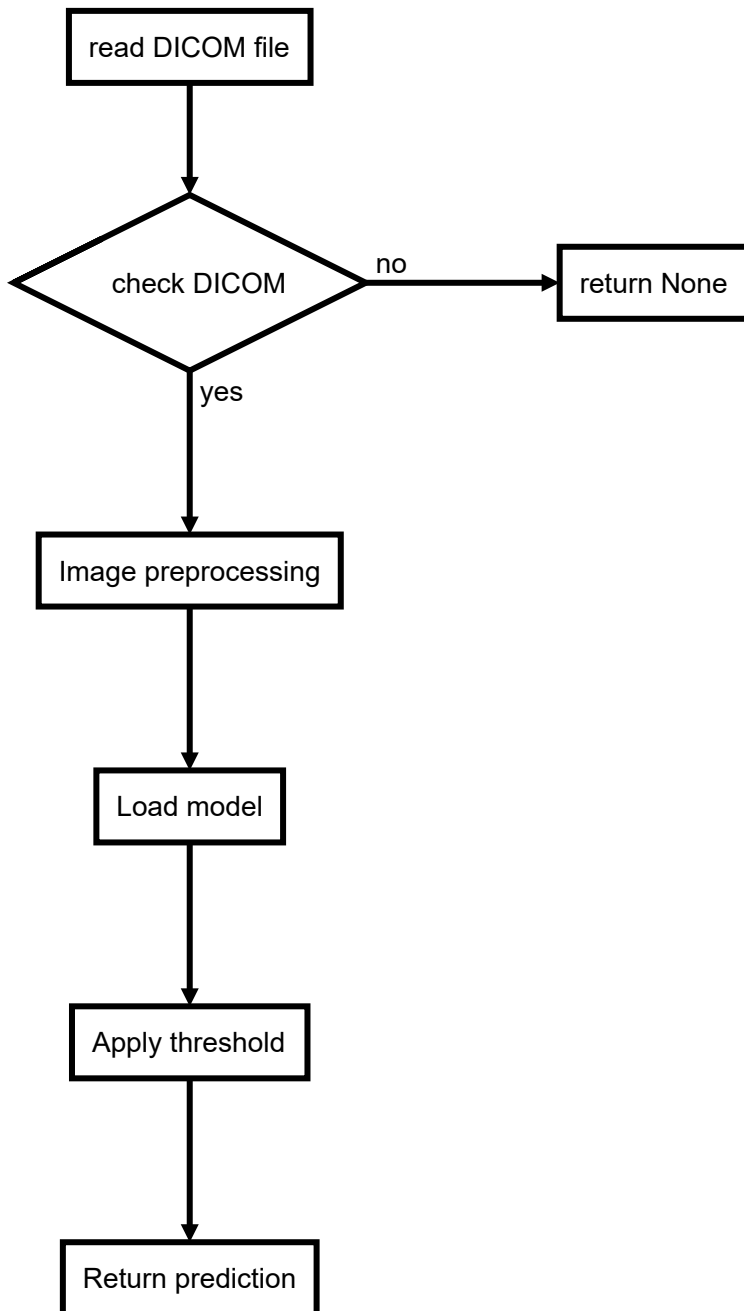 read DICOM file
check DICOM
no
return None
yes
Image preprocessing
Load model
Apply threshold
Return prediction